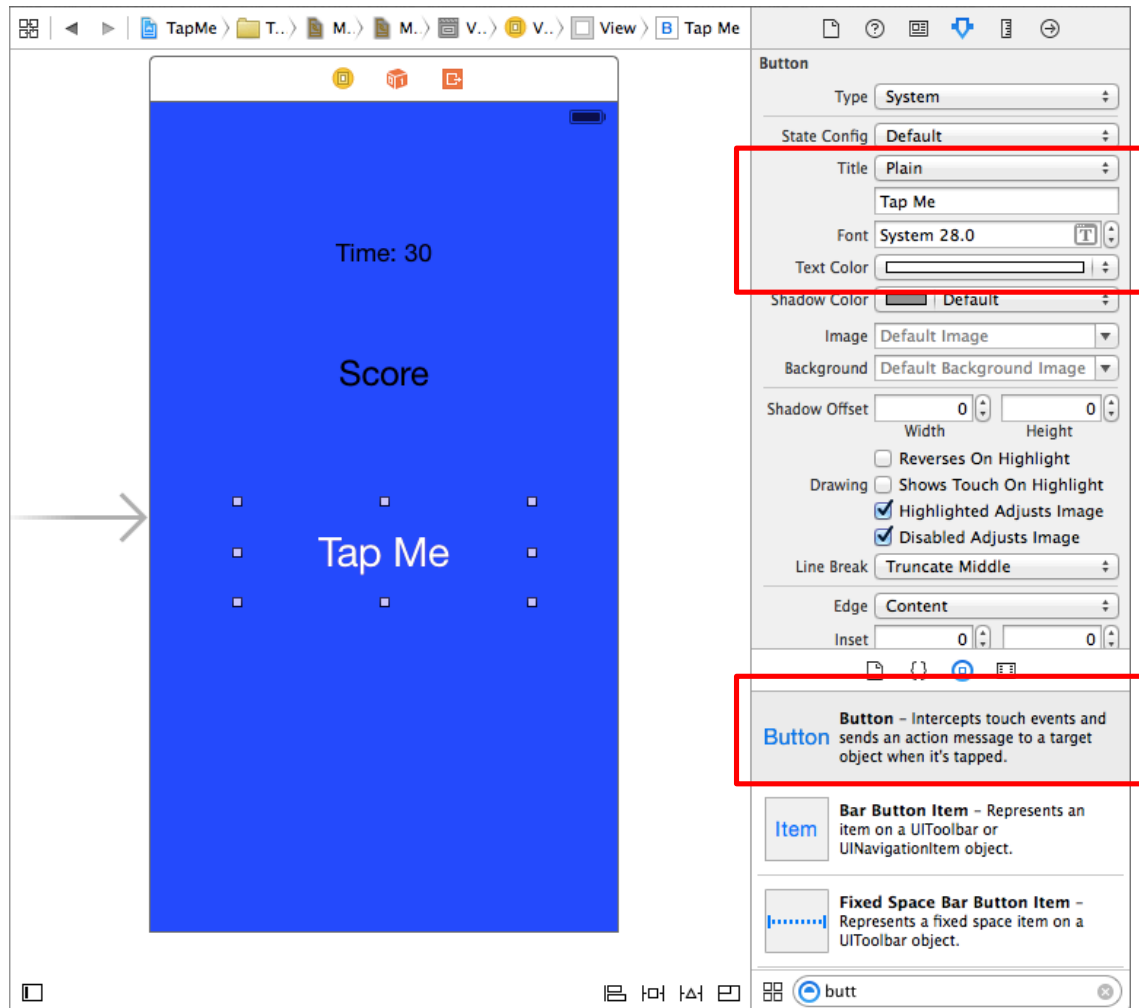 TapMe T... M... M... V... V... View B Tap Me
Time: 30
Score
Tap Me
Button
Type System
State Config Default
Title Plain
Tap Me
Font System 28.0 T
Text Color
Shadow Color Default
Image Default Image
Background Default Background Image
Shadow Offset 0 0
Width Height
Reverses On Highlight
Drawing Shows Touch On Highlight
Highlighted Adjusts Image
Disabled Adjusts Image
Line Break Truncate Middle
Edge Content
Inset 0 0
{}
Button
Button – Intercepts touch events and
sends an action message to a target
object when it's tapped.
Item
Bar Button Item – Represents an
item on a UIToolbar or
UINavigationItem object.
Fixed Space Bar Button Item –
Represents a fixed space item on a
UIToolbar object.
butt